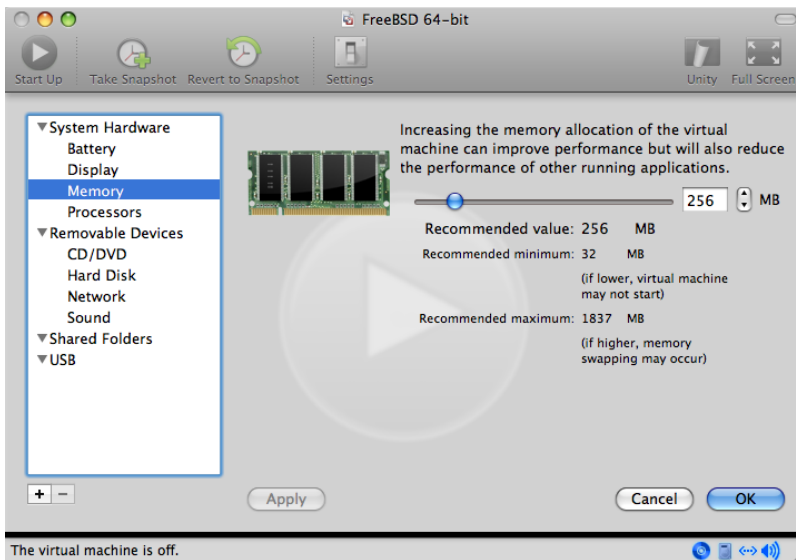 FreeBSD 64-bit
Start Up Take Snapshot Revert to Snapshot Settings Unity Full Screen
System Hardware
Battery
Display
Memory
Processors
Removable Devices
CD/DVD
Hard Disk
Network
Sound
Shared Folders
USB
Increasing the memory allocation of the virtual
machine can improve performance but will also reduce
the performance of other running applications.
256 MB
Recommended value: 256 MB
Recommended minimum: 32 MB
(if lower, virtual machine
may not start)
Recommended maximum: 1837 MB
(if higher, memory
swapping may occur)
+ −
Apply Cancel OK
The virtual machine is off.